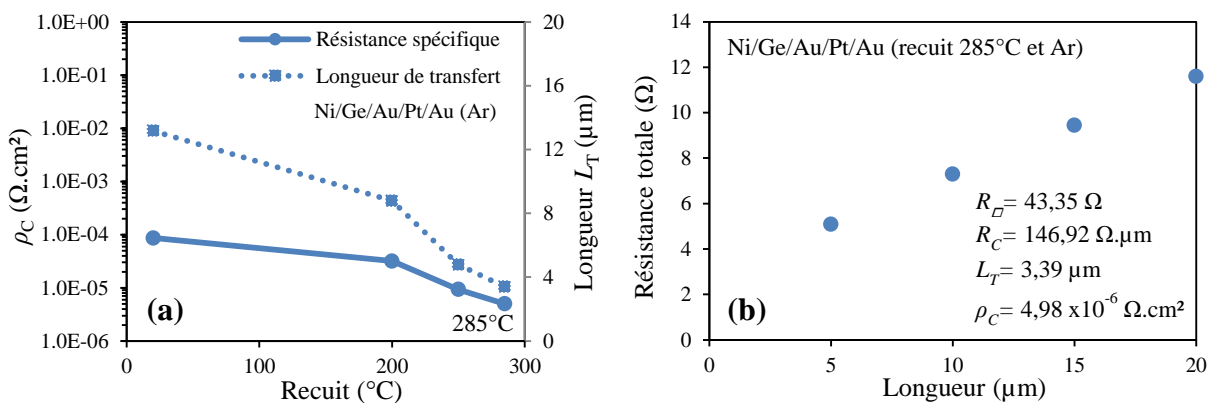 1.0E+00
1.0E-01
1.0E-02
1.0E-03
1.0E-04
1.0E-05
1.0E-06
ρC (Ω.cm²)
Résistance spécifique
Longueur de transfert
Ni/Ge/Au/Pt/Au (Ar)
(a)
285°C
0
100
200
300
Recuit (°C)
20
16
12
8
4
0
Longueur LT (µm)
14
12
10
8
6
4
2
0
Résistance totale (Ω)
Ni/Ge/Au/Pt/Au (recuit 285°C et Ar)
R□= 43,35 Ω
RC= 146,92 Ω.µm
LT= 3,39 µm
ρC= 4,98 x10⁻⁶ Ω.cm²
(b)
0
5
10
15
20
Longueur (µm)